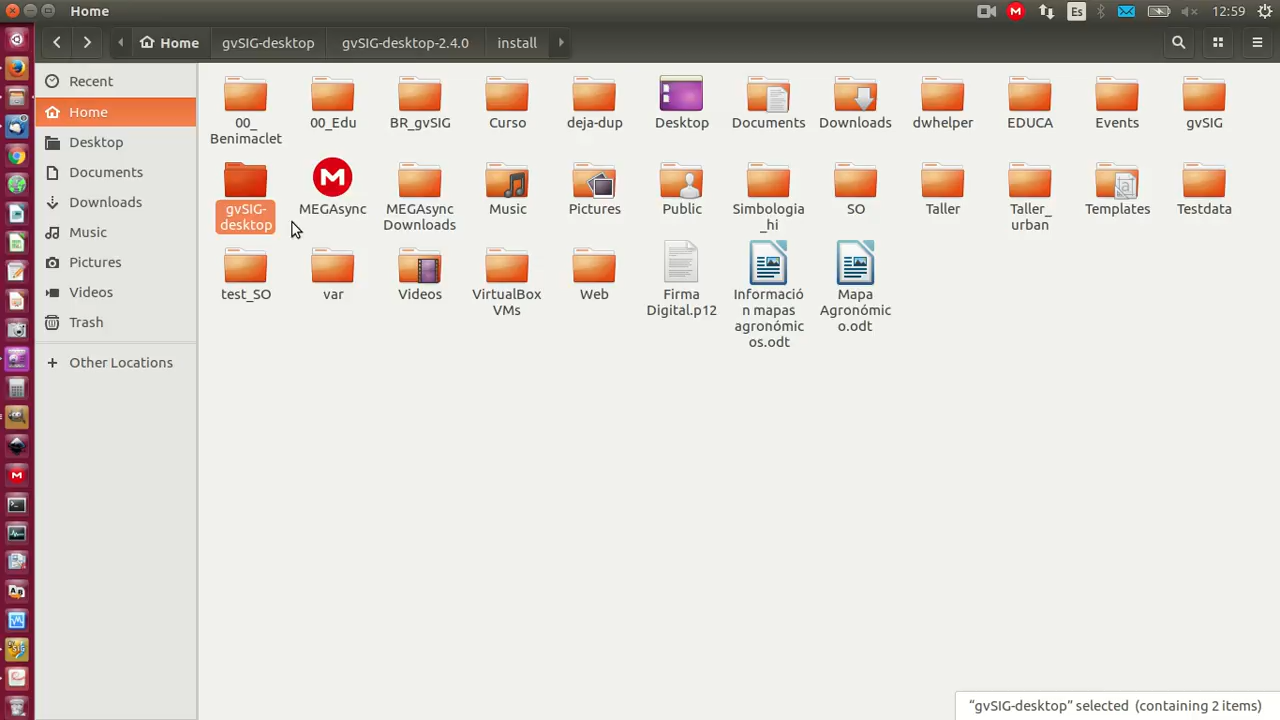 Home
Es
12:59
Home
gvSIG-desktop
gvSIG-desktop-2.4.0
install
Recent
Home
Desktop
Documents
Downloads
Music
Pictures
Videos
Trash
Other Locations
00_
Benimaclet
00_Edu
BR_gvSIG
Curso
deja-dup
Desktop
Documents
Downloads
dwhelper
EDUCA
Events
gvSIG
gvSIG-
desktop
MEGAsync
MEGAsync
Downloads
Music
Pictures
Public
Simbologia
_hi
SO
Taller
Taller_
urban
Templates
Testdata
test_SO
var
Videos
VirtualBox
VMs
Web
Firma
Digital.p12
Informació
n mapas
agronómic
os.odt
Mapa
Agronómic
o.odt
"gvSIG-desktop" selected (containing 2 items)